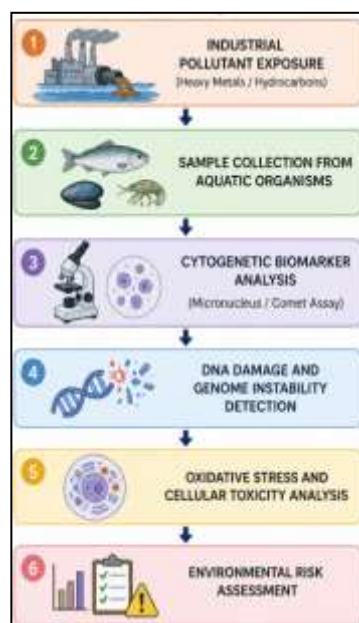 1
INDUSTRIAL
POLLUTANT EXPOSURE
(Heavy Metals / Hydrocarbons)
2
SAMPLE COLLECTION FROM
AQUATIC ORGANISMS
3
CYTOGENETIC BIOMARKER
ANALYSIS
(Micronucleus / Comet Assay)
4
DNA DAMAGE AND
GENOME INSTABILITY
DETECTION
5
OXIDATIVE STRESS AND
CELLULAR TOXICITY ANALYSIS
6
ENVIRONMENTAL RISK
ASSESSMENT